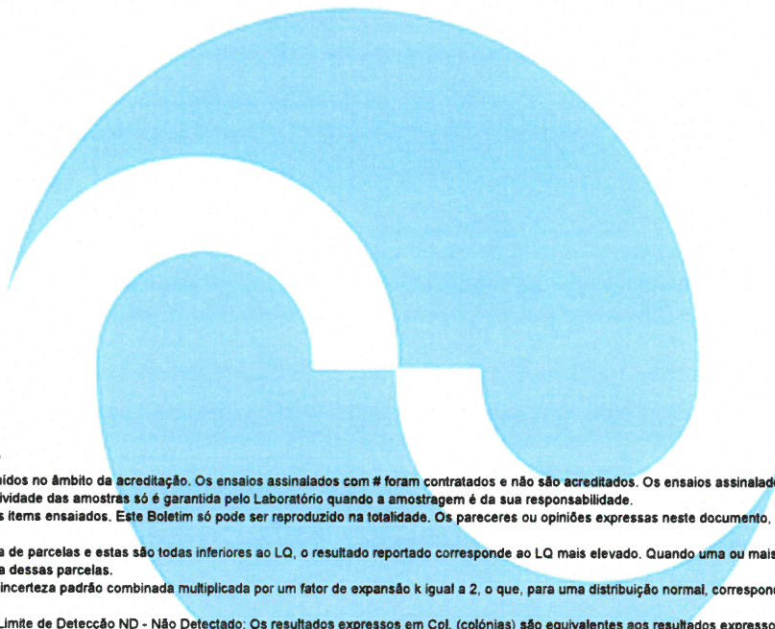 ídos no âmbito da acreditação. Os ensaios assinalados com # foram contratados e não são acreditados. Os ensaios assinalad
ividade das amostras só é garantida pelo Laboratório quando a amostragem é da sua responsabilidade.
s items ensaiados. Este Boletim só pode ser reproduzido na totalidade. Os pareceres ou opiniões expressas neste documento,
a de parcelas e estas são todas inferiores ao LQ, o resultado reportado corresponde ao LQ mais elevado. Quando uma ou mais
a dessas parcelas.
incerteza padrão combinada multiplicada por um fator de expansão k igual a 2, o que, para uma distribuição normal, correspon
Limite de Detecção ND - Não Detectado; Os resultados expressos em Col. (colónias) são equivalentes aos resultados expresso